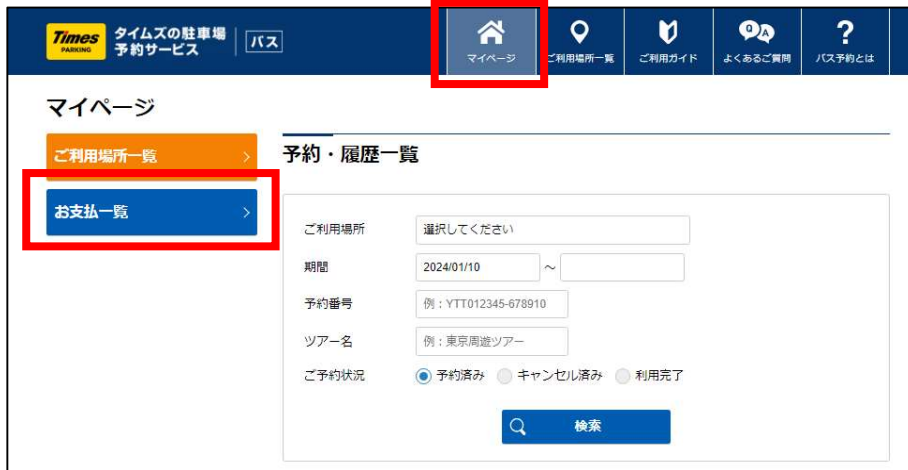 Times
PARKING
タイムズの駐車場
予約サービス
バス
マイページ
ご利用場所一覧
ご利用ガイド
よくあるご質問
バス予約とは
マイページ
ご利用場所一覧
お支払一覧
予約・履歴一覧
ご利用場所 選択してください
期間 2024/01/10 ～
予約番号 例：YTT012345-678910
ツアー名 例：東京周遊ツアー
ご予約状況 予約済み キャンセル済み 利用完了
検索